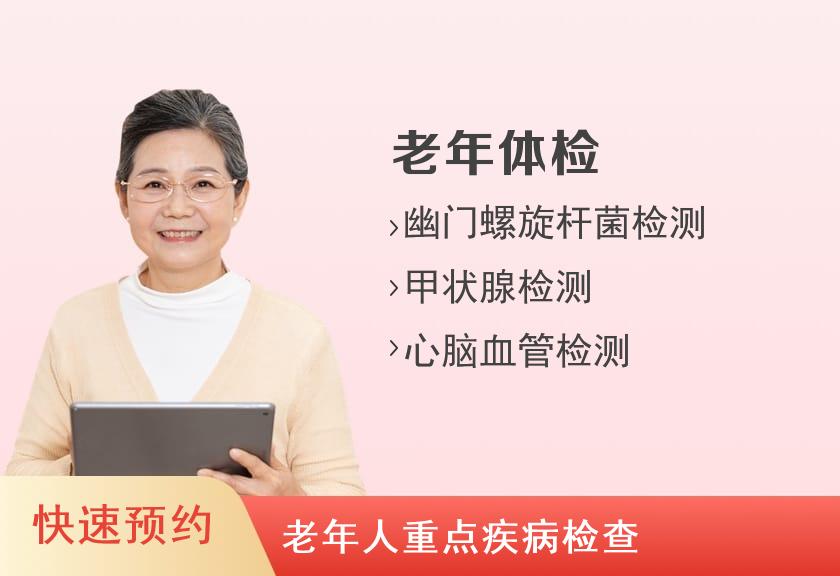 老年体检
幽门螺旋杆菌检测
甲状腺检测
心脑血管检测
快速预约
老年人重点疾病检查